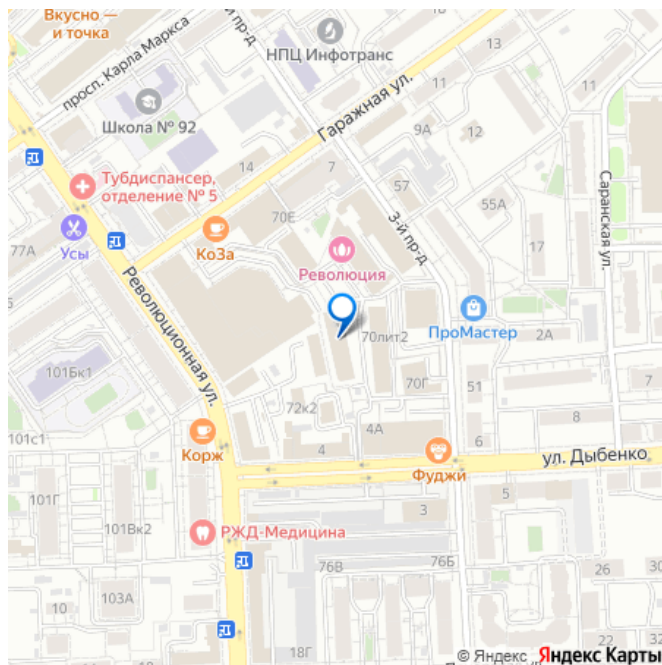 Вкусно —
и точка
3-й пр-д
НПЦ Инфотранс
13
11
11
просп. Карла Маркса
Школа № 92
Гаражная ул.
9А
12
14
7
57
Тубдиспансер,
отделение № 5
55А
Саранская ул.
70Е
3-й пр-д
77А
Усы
КоЗа
Революция
17
Революционная ул.
ПроМастер
70лит2
2А
101Бк1
70Г
51
72к2
8
101с1
Корж
4
4А
6
ул. Дыбенко
Фуджи
101Г
5
3
101Вк2
РЖД-Медицина
76В
76Б
26
30
10
103А
22
32
18Г
© Яндекс Яндекс Карты